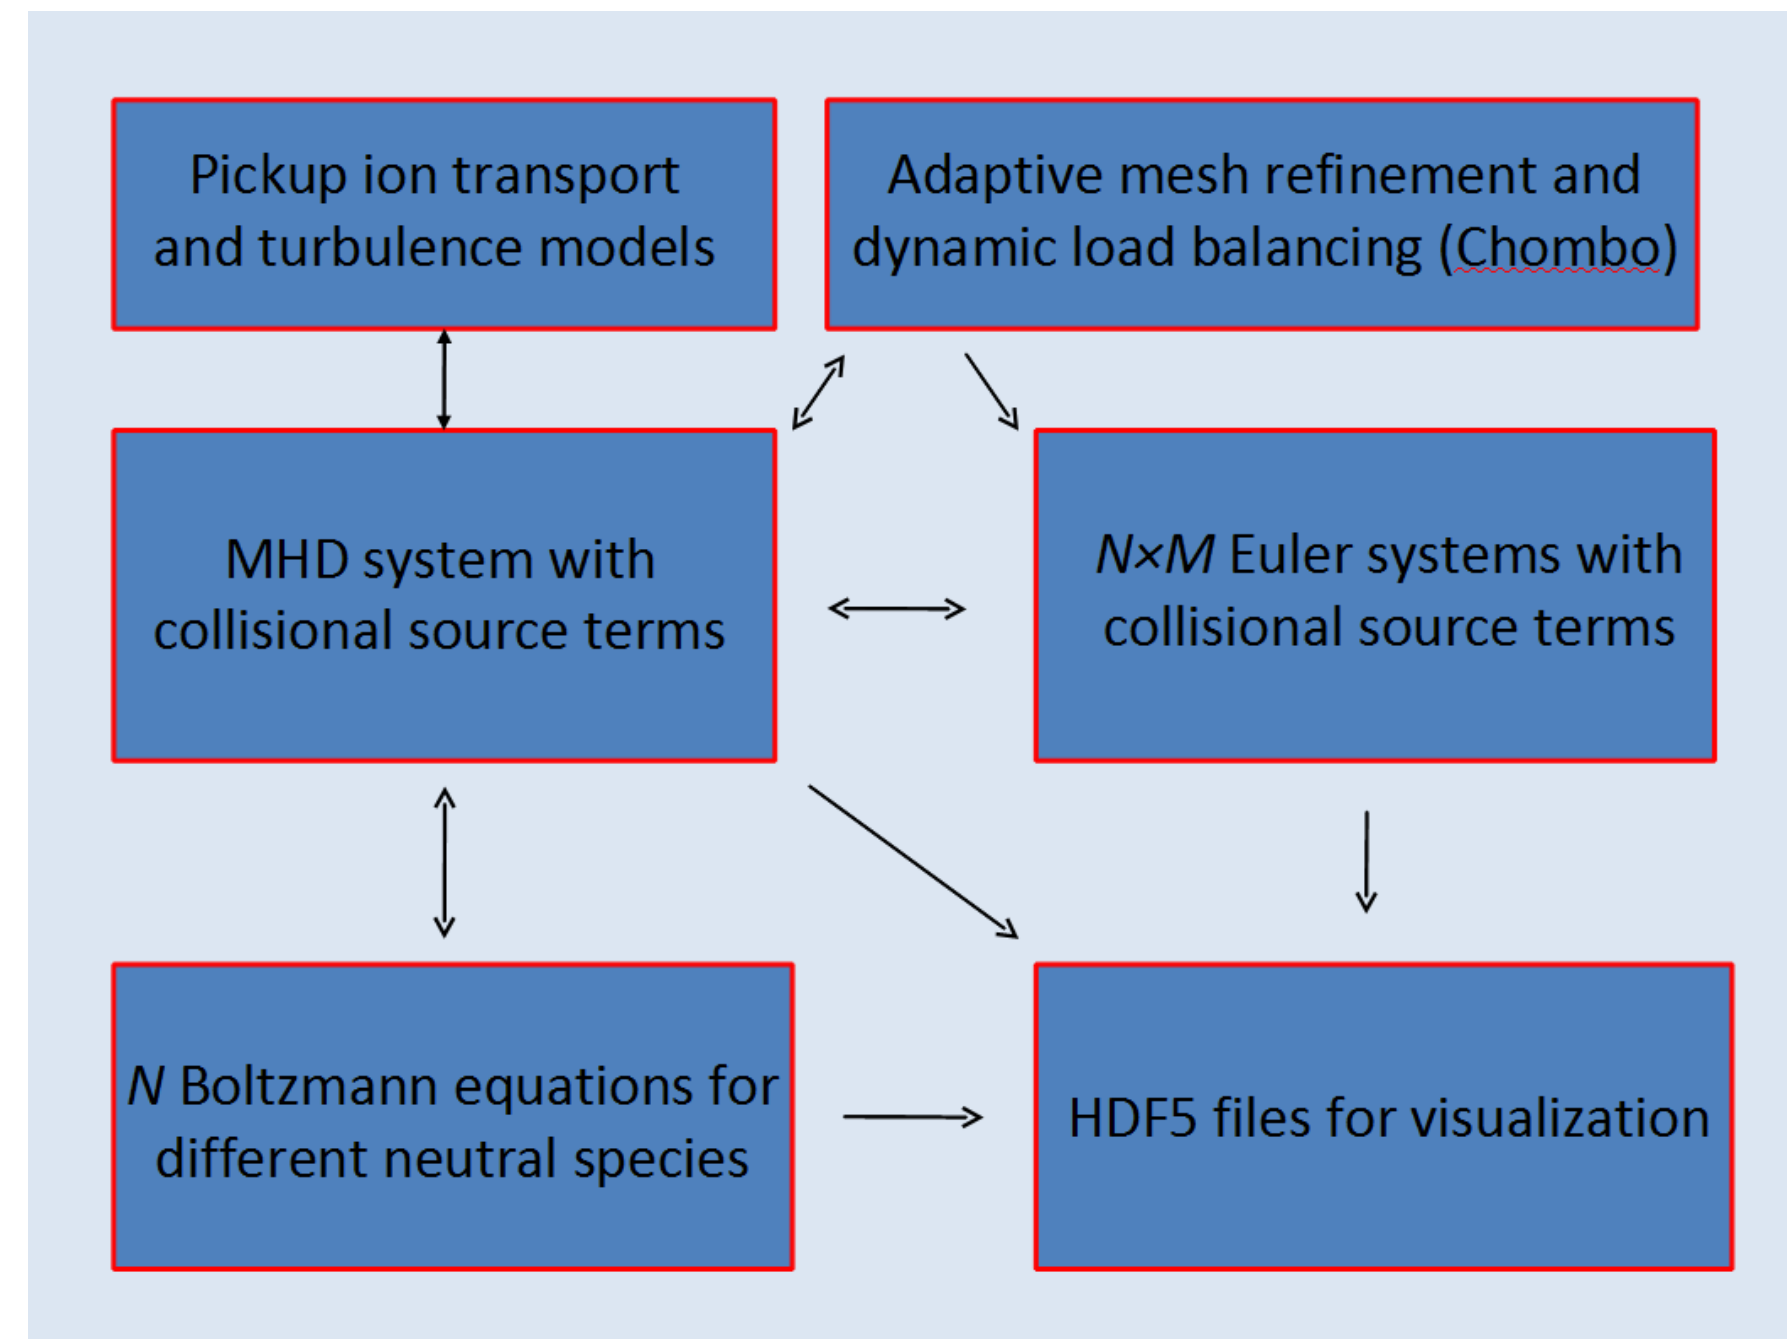 Pickup ion transport
and turbulence models
Adaptive mesh refinement and
dynamic load balancing (Chombo)
MHD system with
collisional source terms
N×M Euler systems with
collisional source terms
N Boltzmann equations for
different neutral species
HDF5 files for visualization